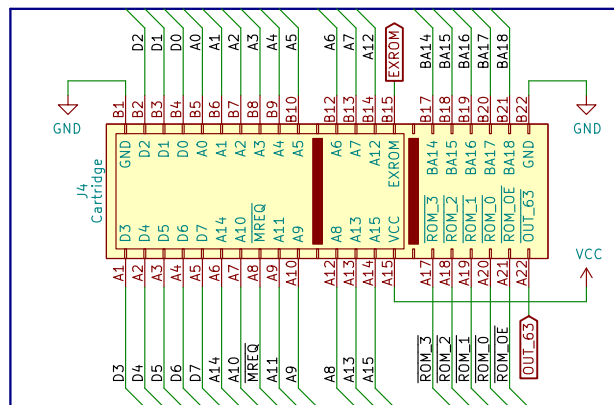 D2 D1 D0 A0 A1 A2 A3 A4 A5 A6 A7 A12 EXROM BA14 BA15 BA16 BA17 BA18
B1 B2 B3 B4 B5 B6 B7 B8 B9 B10 B12 B13 B14 B15 B17 B18 B19 B20 B21 B22
GND
GND
J4
Cartridge
GND D2 D1 D0 A0 A1 A2 A3 A4 A5 A6 A7 A12 EXROM BA14 BA15 BA16 BA17 BA18 GND
D3 D4 D5 D6 D7 A14 A10 MREQ A11 A9 A8 A13 A15 VCC ROM_3 ROM_2 ROM_1 ROM_0 ROM_OE OUT_63
VCC
A1 A2 A3 A4 A5 A6 A7 A8 A9 A10 A12 A13 A14 A15 A17 A18 A19 A20 A21 A22
D3 D4 D5 D6 D7 A14 A10 MREQ A11 A9 A8 A13 A15 ROM_3 ROM_2 ROM_1 ROM_0 ROM_OE OUT_63